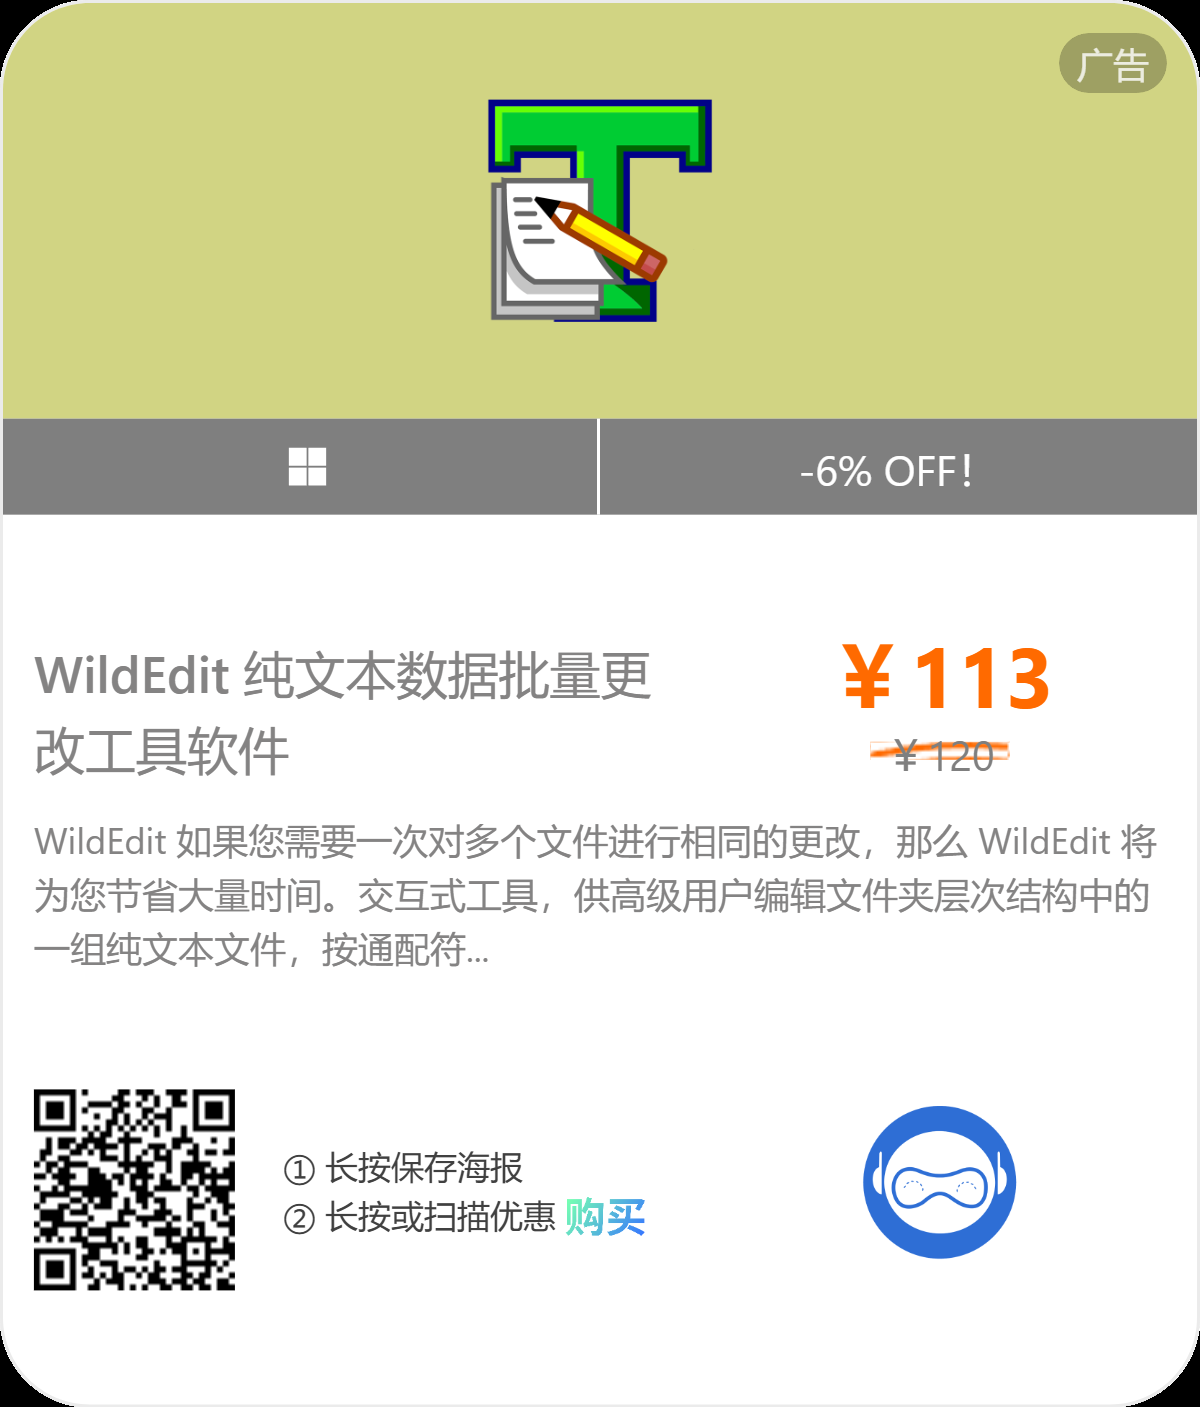 广告
-6% OFF!
WildEdit 纯文本数据批量更
改工具软件
¥113
¥120
WildEdit 如果您需要一次对多个文件进行相同的更改，那么 WildEdit 将
为您节省大量时间。交互式工具，供高级用户编辑文件夹层次结构中的
一组纯文本文件，按通配符...
① 长按保存海报
② 长按或扫描优惠 购买